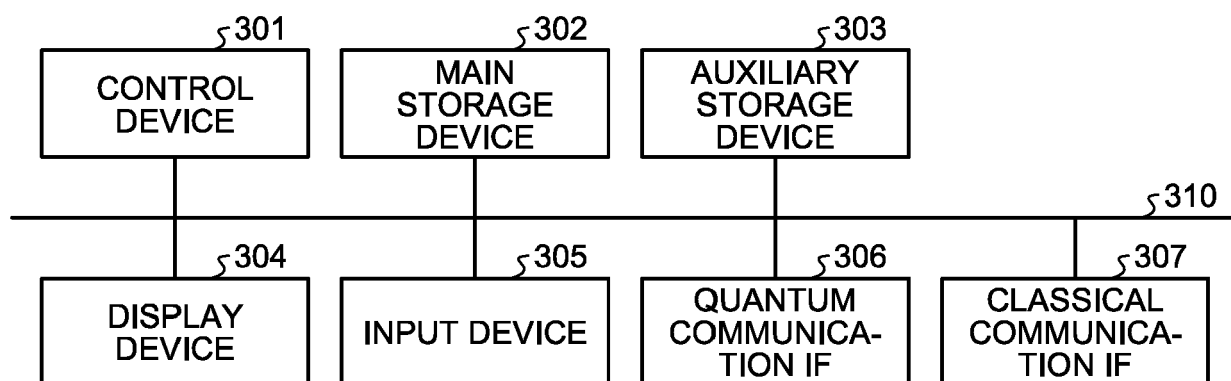 301
CONTROL
DEVICE
302
MAIN
STORAGE
DEVICE
303
AUXILIARY
STORAGE
DEVICE
310
304
DISPLAY
DEVICE
305
INPUT DEVICE
306
QUANTUM
COMMUNICA-
TION IF
307
CLASSICAL
COMMUNICA-
TION IF